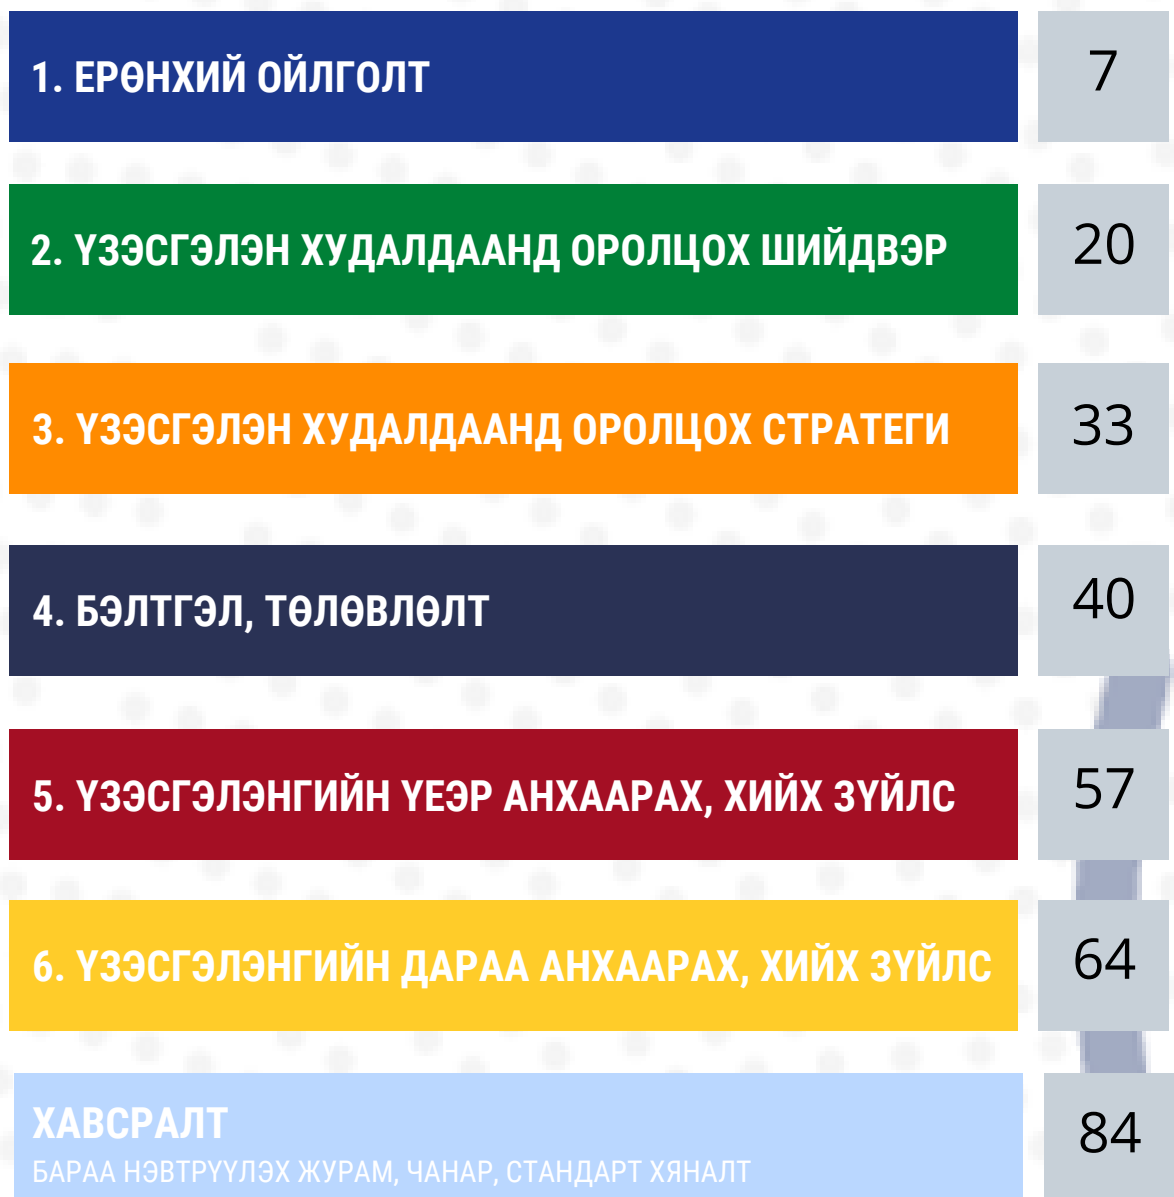 1. ЕРӨНХИЙ ОЙЛГОЛТ 7
2. ҮЗЭСГЭЛЭН ХУДАЛДААНД ОРОЛЦОХ ШИЙДВЭР 20
3. ҮЗЭСГЭЛЭН ХУДАЛДААНД ОРОЛЦОХ СТРАТЕГИ 33
4. БЭЛТГЭЛ, ТӨЛӨВЛӨЛТ 40
5. ҮЗЭСГЭЛЭНГИЙН ҮЕЭР АНХААРАХ, ХИЙХ ЗҮЙЛС 57
6. ҮЗЭСГЭЛЭНГИЙН ДАРАА АНХААРАХ, ХИЙХ ЗҮЙЛС 64
ХАВСРАЛТ 84
БАРАА НЭВТРҮҮЛЭХ ЖУРАМ, ЧАНАР, СТАНДАРТ ХЯНАЛТ